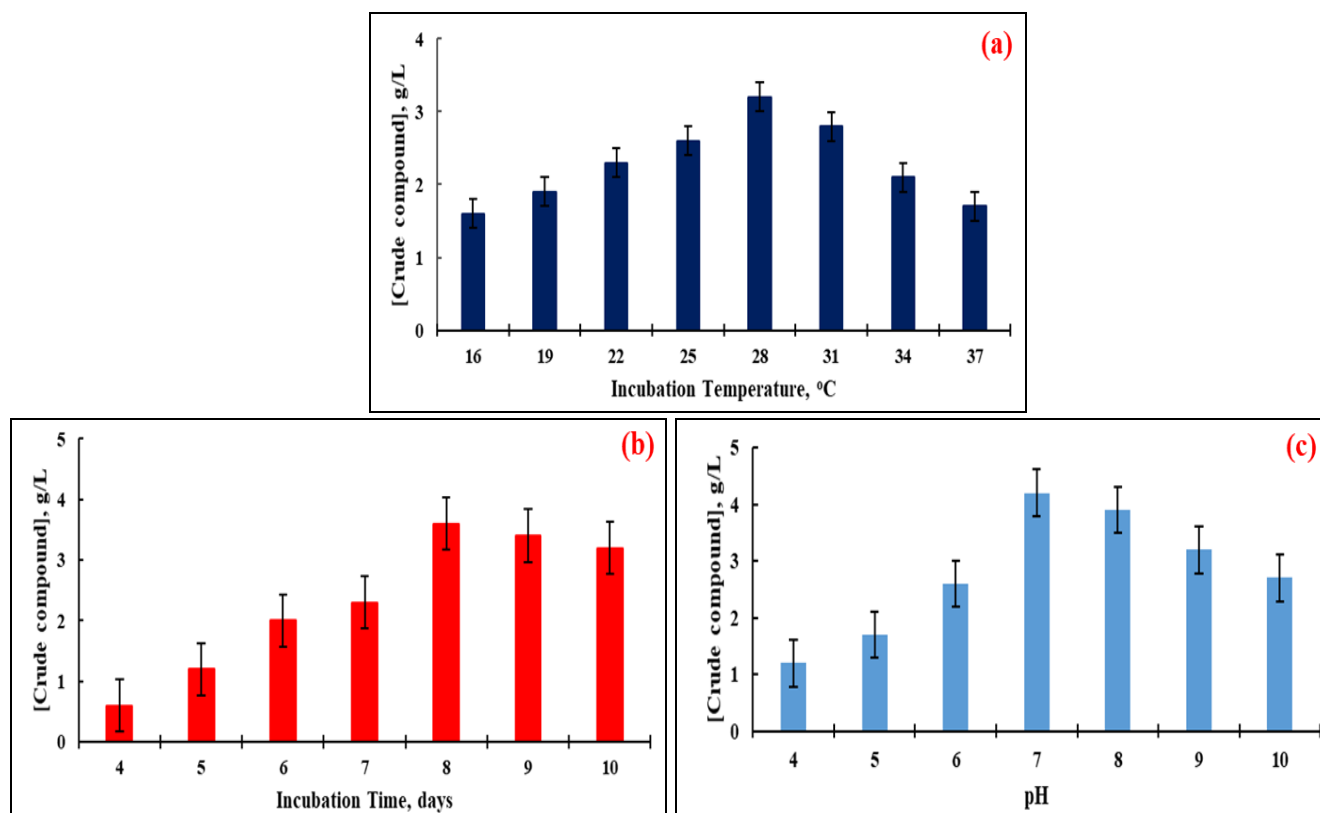 (a)
[Crude compound], g/L
4
3
2
1
0
16 19 22 25 28 31 34 37
Incubation Temperature, °C
(b)
[Crude compound], g/L
5
4
3
2
1
0
4 5 6 7 8 9 10
Incubation Time, days
(c)
[Crude compound], g/L
5
4
3
2
1
0
4 5 6 7 8 9 10
pH